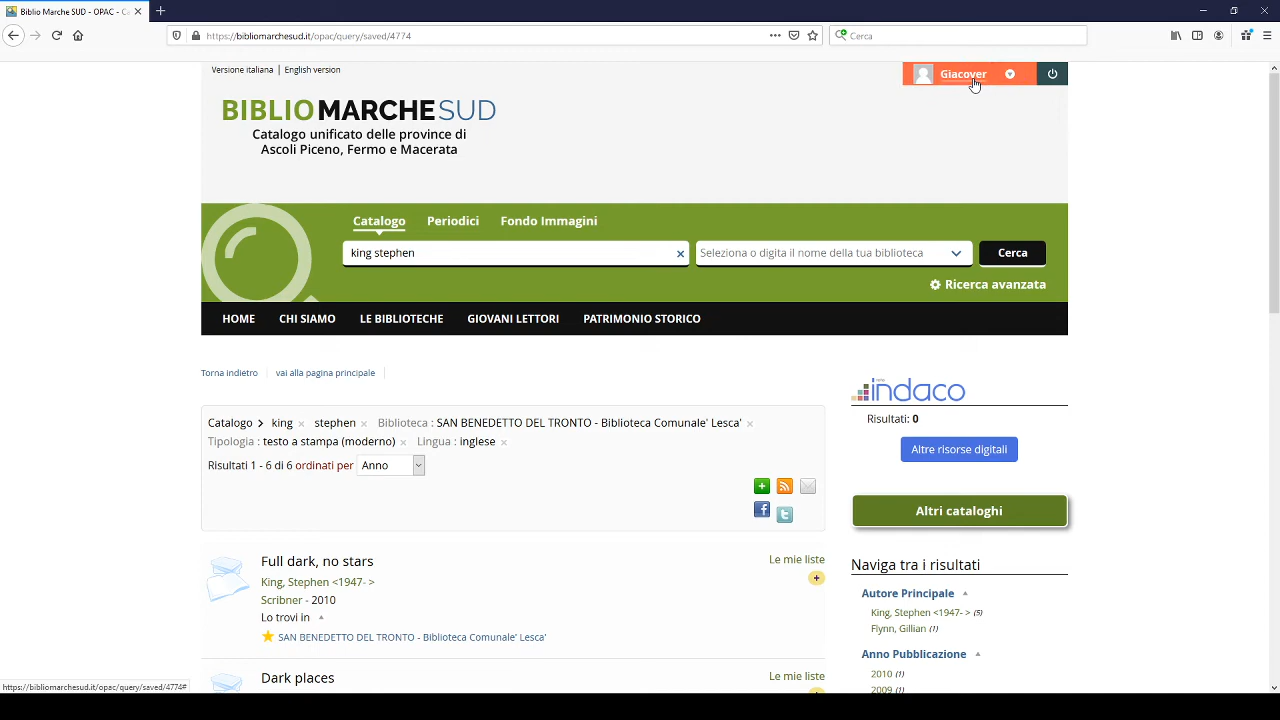 Biblio Marche SUD - OPAC - Ca
https://bibliomarchesud.it/opac/query/saved/4774
Cerca
Versione italiana | English version
Giacover
BIBLIOMARCHESUD
Catalogo unificato delle province di
Ascoli Piceno, Fermo e Macerata
Catalogo Periodici Fondo Immagini
king stephen
Seleziona o digita il nome della tua biblioteca
Cerca
Ricerca avanzata
HOME CHI SIAMO LE BIBLIOTECHE GIOVANI LETTORI PATRIMONIO STORICO
Torna indietro | vai alla pagina principale |
Catalogo > king × stephen × Biblioteca : SAN BENEDETTO DEL TRONTO - Biblioteca Comunale' Lesca' ×
Tipologia : testo a stampa (moderno) × Lingua : inglese ×
Risultati 1 - 6 di 6 ordinati per Anno
Full dark, no stars
Le mie liste
King, Stephen <1947- >
Scribner - 2010
Lo trovi in
SAN BENEDETTO DEL TRONTO - Biblioteca Comunale' Lesca'
Dark places
Le mie liste
indaco
Risultati: 0
Altre risorse digitali
Altri cataloghi
Naviga tra i risultati
Autore Principale
King, Stephen <1947- > (5)
Flynn, Gillian (1)
Anno Pubblicazione
2010 (1)
2009 (1)
https://bibliomarchesud.it/opac/query/saved/4774#